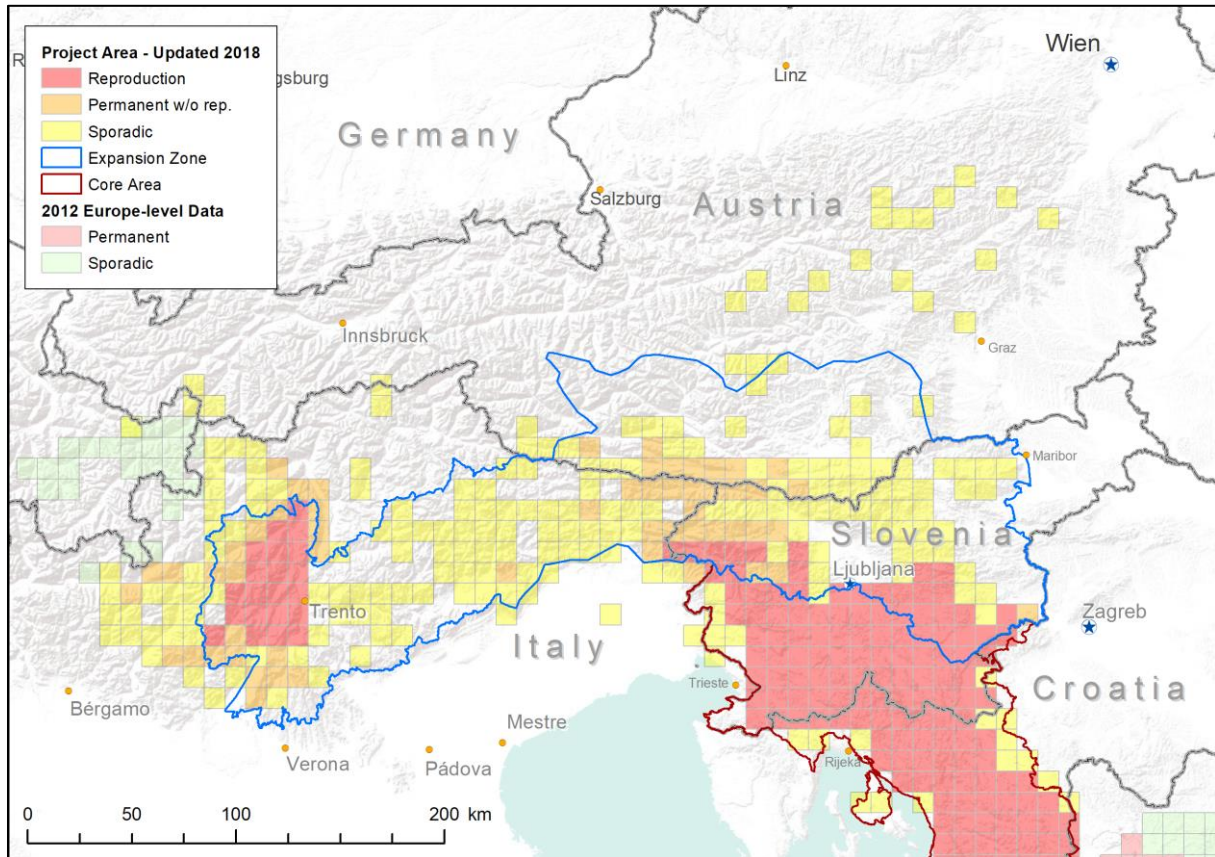 Project Area - Updated 2018
Reproduction
Permanent w/o rep.
Sporadic
Expansion Zone
Core Area
2012 Europe-level Data
Permanent
Sporadic
R
gsburg
Wien
Linz
Germany
Salzburg
Austria
Innsbruck
Graz
Maribor
Slovenia
Ljubljana
Trento
Zagreb
Italy
Trieste
Croatia
Bérgamo
Mestre
Verona
Pádova
Rijeka
0 50 100 200 km